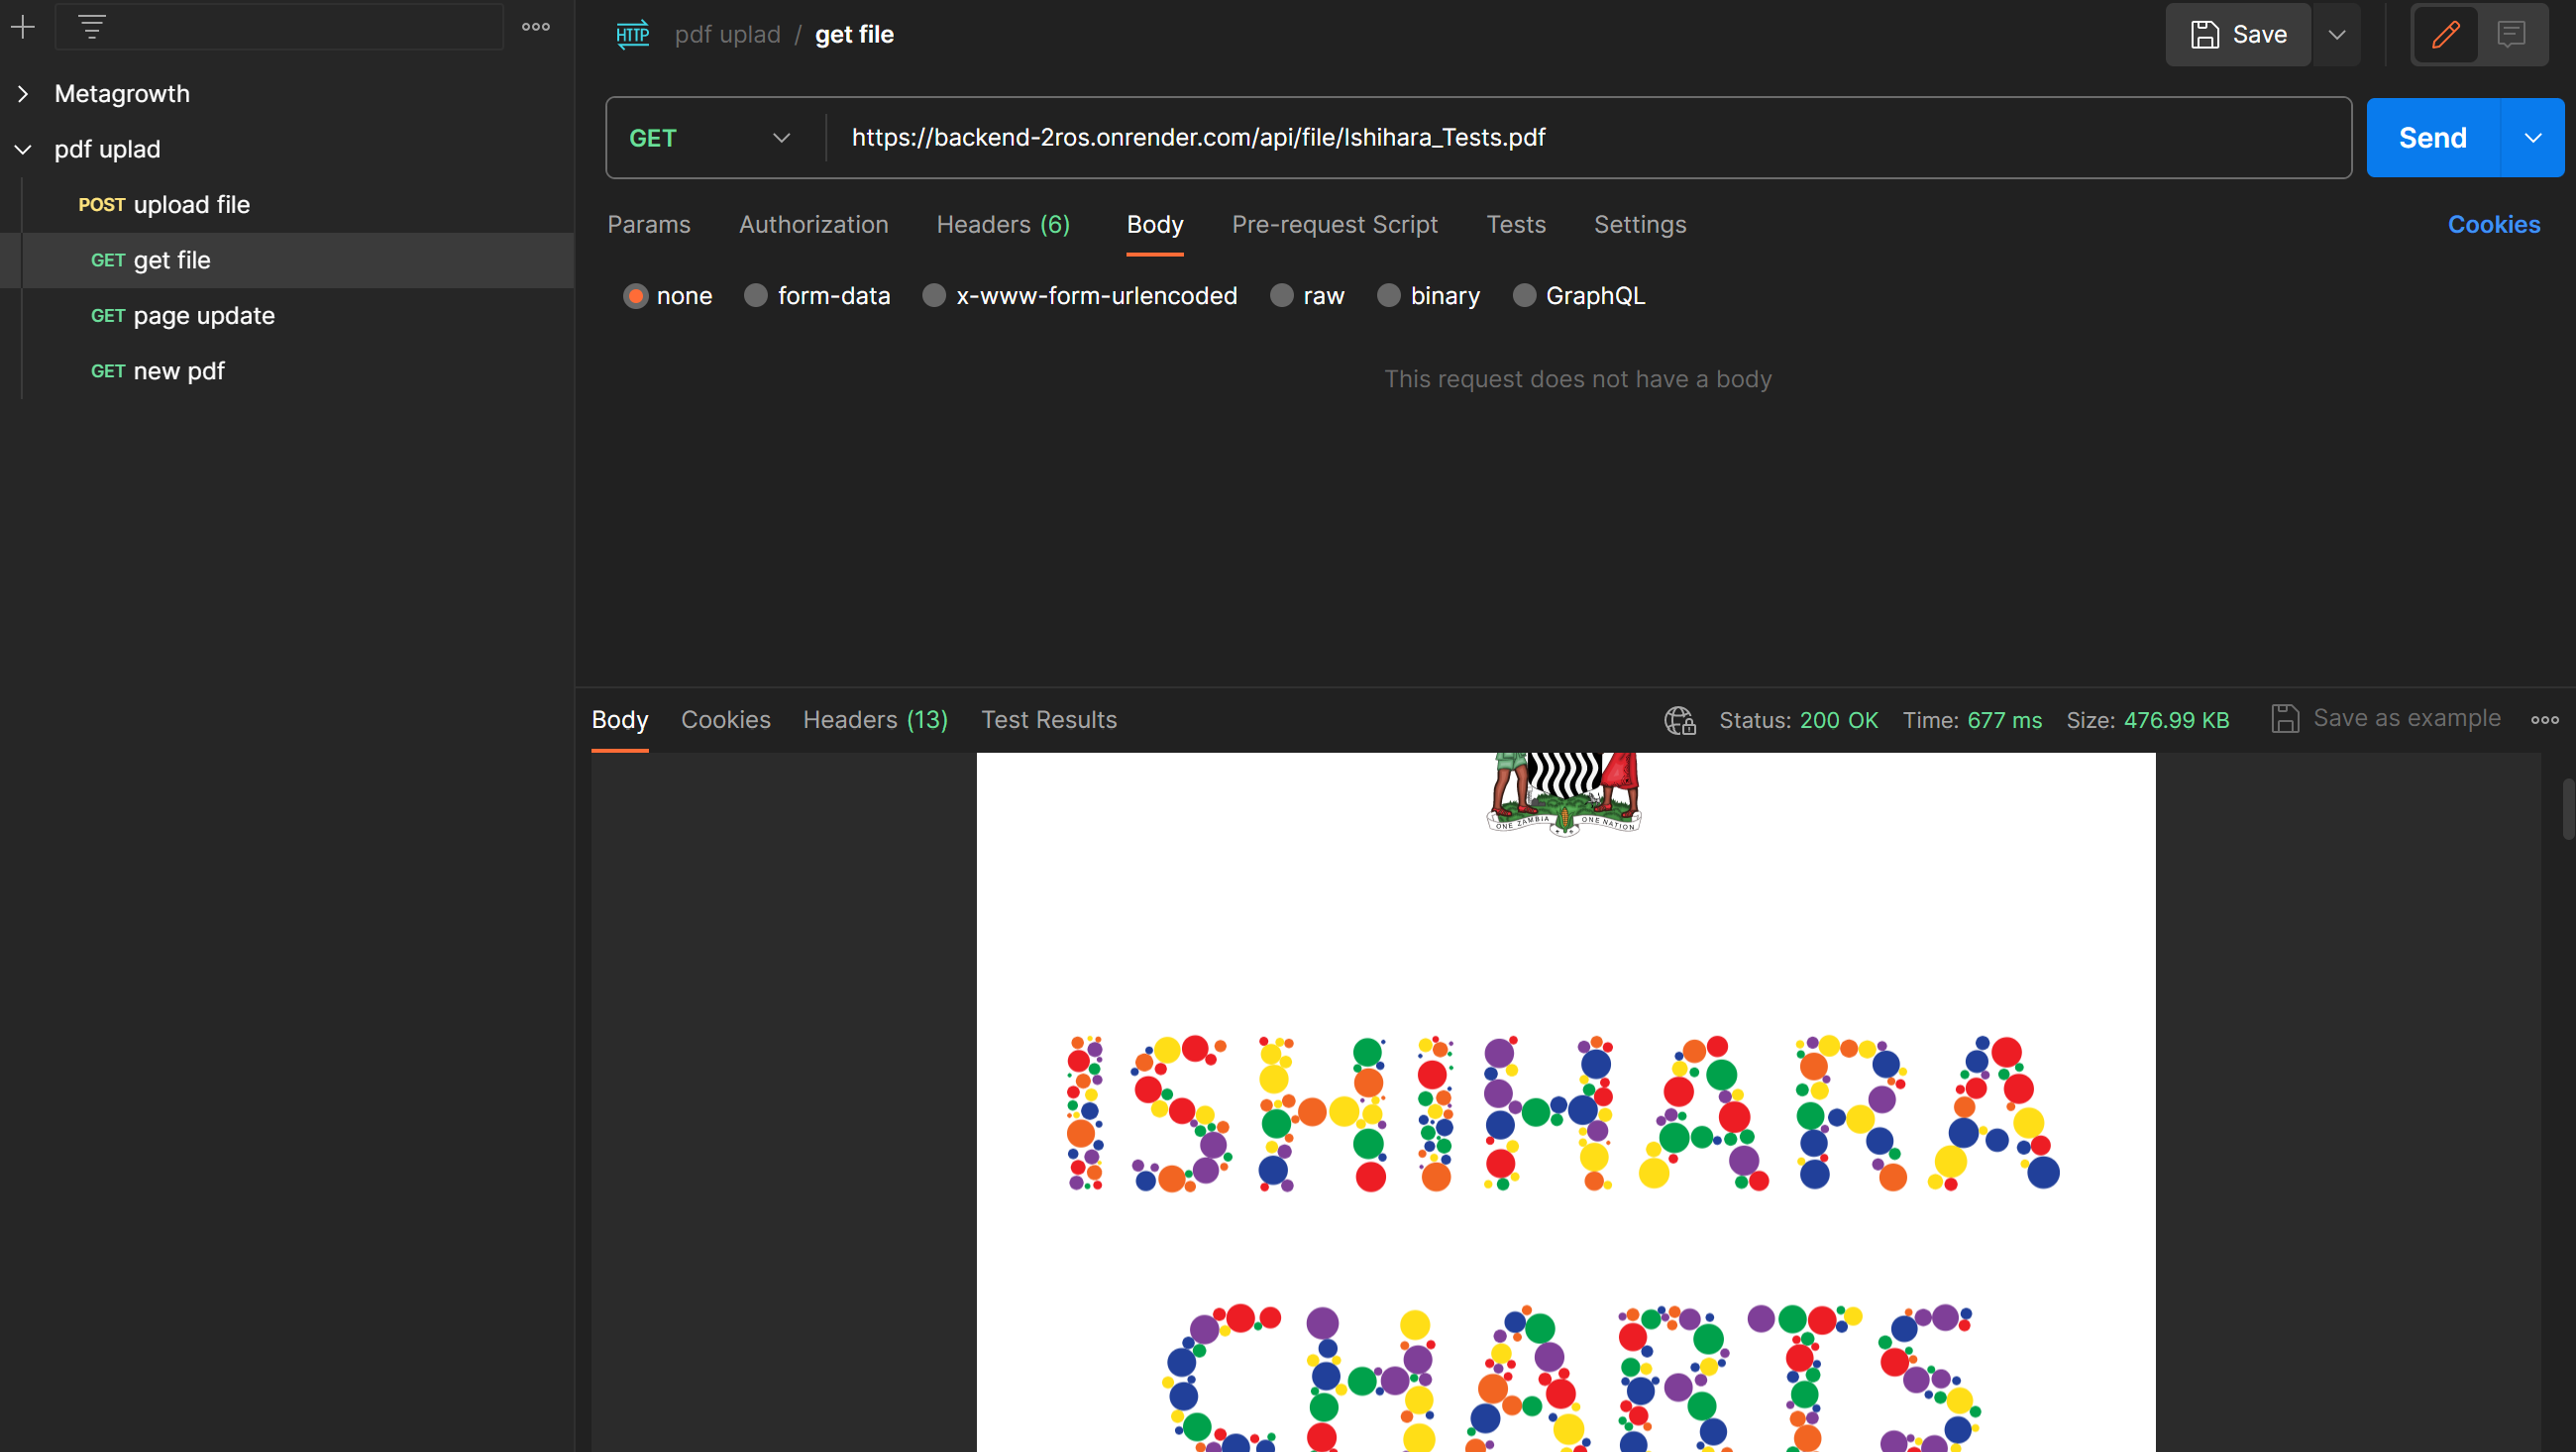 Metagrowth
pdf uplad
POST upload file
GET get file
GET page update
GET new pdf
HTTP pdf uplad / get file
Save
GET https://backend-2ros.onrender.com/api/file/Ishihara_Tests.pdf
Send
Params Authorization Headers (6) Body Pre-request Script Tests Settings Cookies
none form-data x-www-form-urlencoded raw binary GraphQL
This request does not have a body
Body Cookies Headers (13) Test Results Status: 200 OK Time: 677 ms Size: 476.99 KB Save as example
ONE ZAMBIA ONE NATION
ISHIHARA
CHARTS